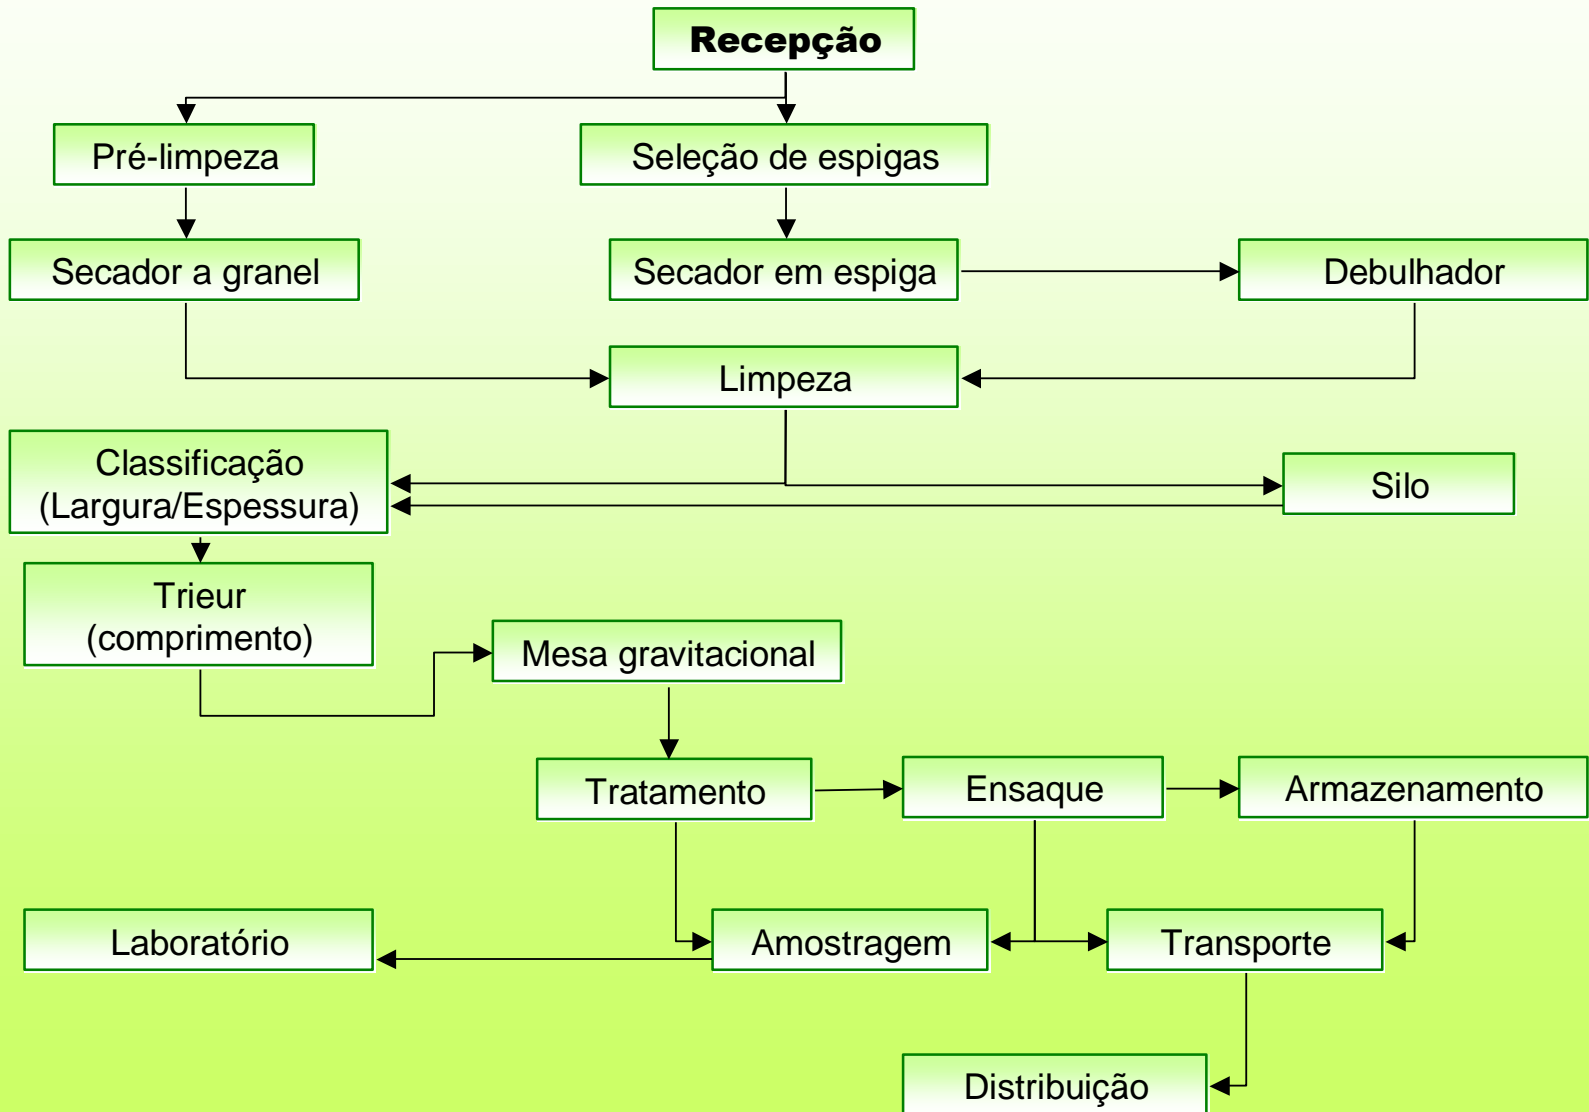 Recepção
Pré-limpeza
Seleção de espigas
Secador a granel
Secador em espiga
Debulhador
Limpeza
Classificação
(Largura/Espessura)
Silo
Trieur
(comprimento)
Mesa gravitacional
Tratamento
Ensaque
Armazenamento
Laboratório
Amostragem
Transporte
Distribuição